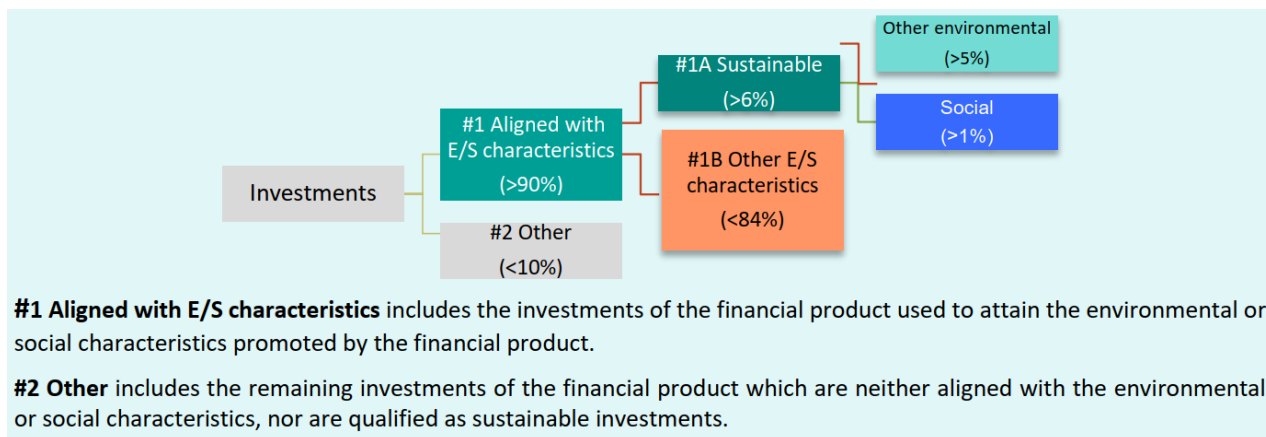 Other environmental
(>5%)
#1A Sustainable
(>6%)
Social
(>1%)
#1 Aligned with
E/S characteristics
(>90%)
#1B Other E/S
characteristics
(<84%)
Investments
#2 Other
(<10%)
#1 Aligned with E/S characteristics includes the investments of the financial product used to attain the environmental or
social characteristics promoted by the financial product.
#2 Other includes the remaining investments of the financial product which are neither aligned with the environmental
or social characteristics, nor are qualified as sustainable investments.